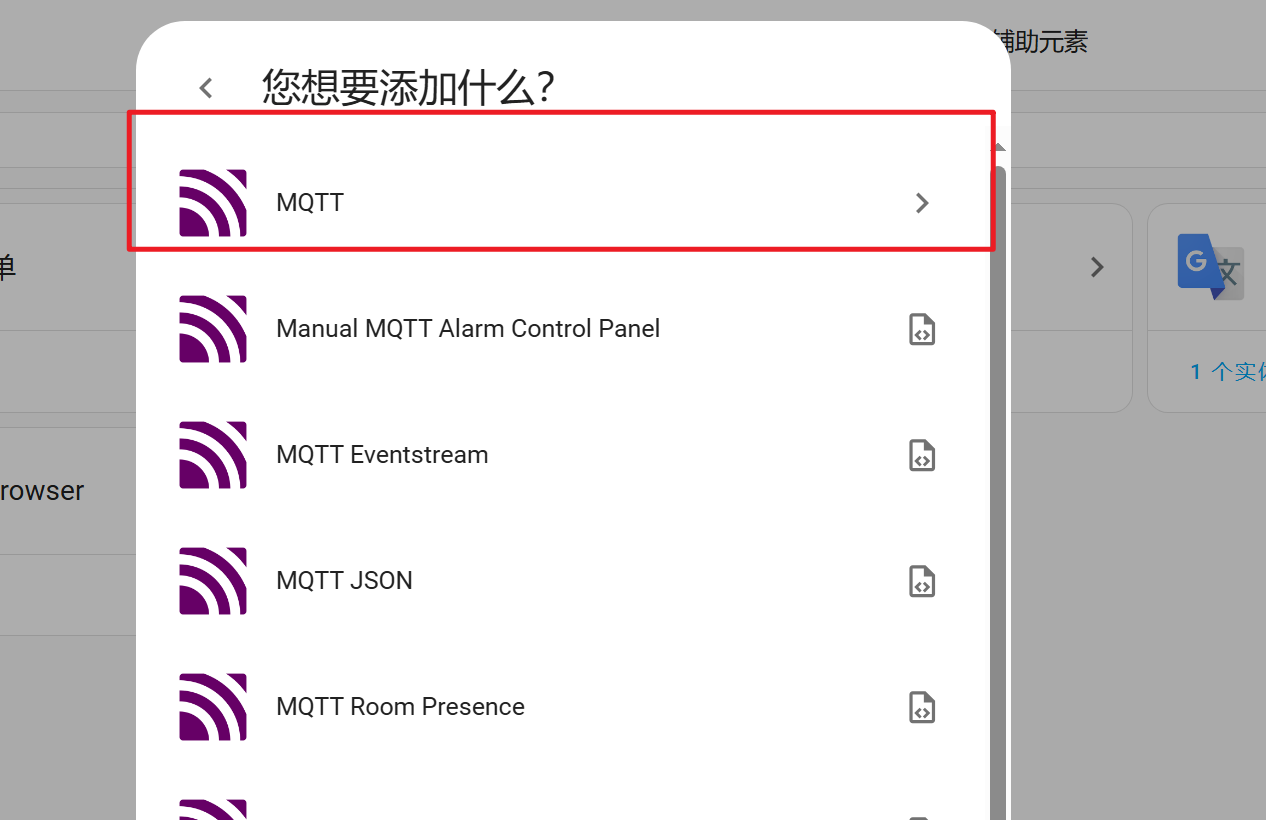 辅助元素
您想要添加什么？
MQTT
单
Manual MQTT Alarm Control Panel
1 个实体
MQTT Eventstream
rowser
MQTT JSON
MQTT Room Presence